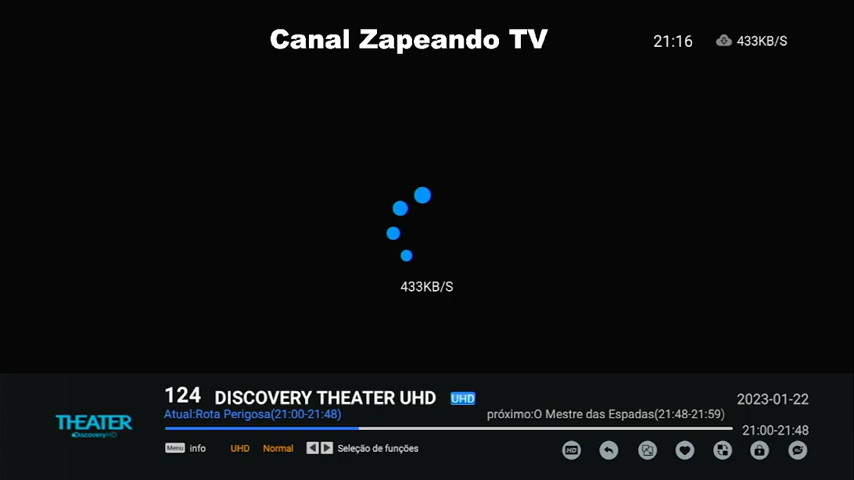 Canal Zapeando TV
21:16 433KB/S
433KB/S
124 DISCOVERY THEATER UHD UHD
2023-01-22
Atual:Rota Perigosa(21:00-21:48) próximo:O Mestre das Espadas(21:48-21:59)
THEATER
DiscoveryHD
21:00-21:48
Menu info UHD Normal Seleção de funções
HD